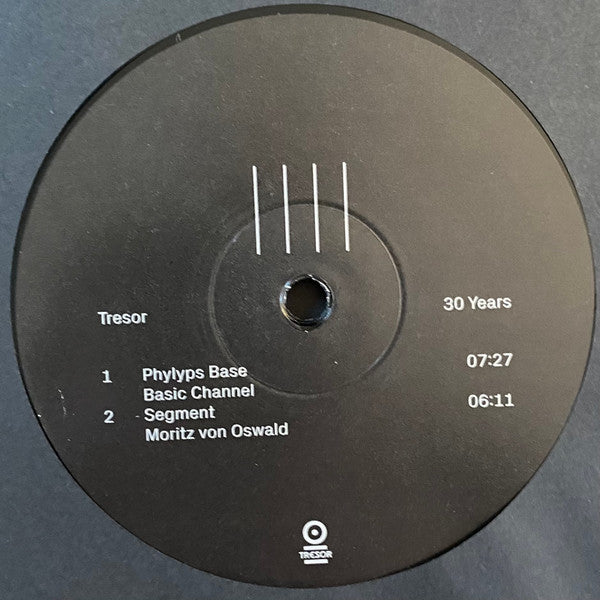 Tresor 30 Years
1 Phylyps Base 07:27
Basic Channel
2 Segment 06:11
Moritz von Oswald
TRESOR